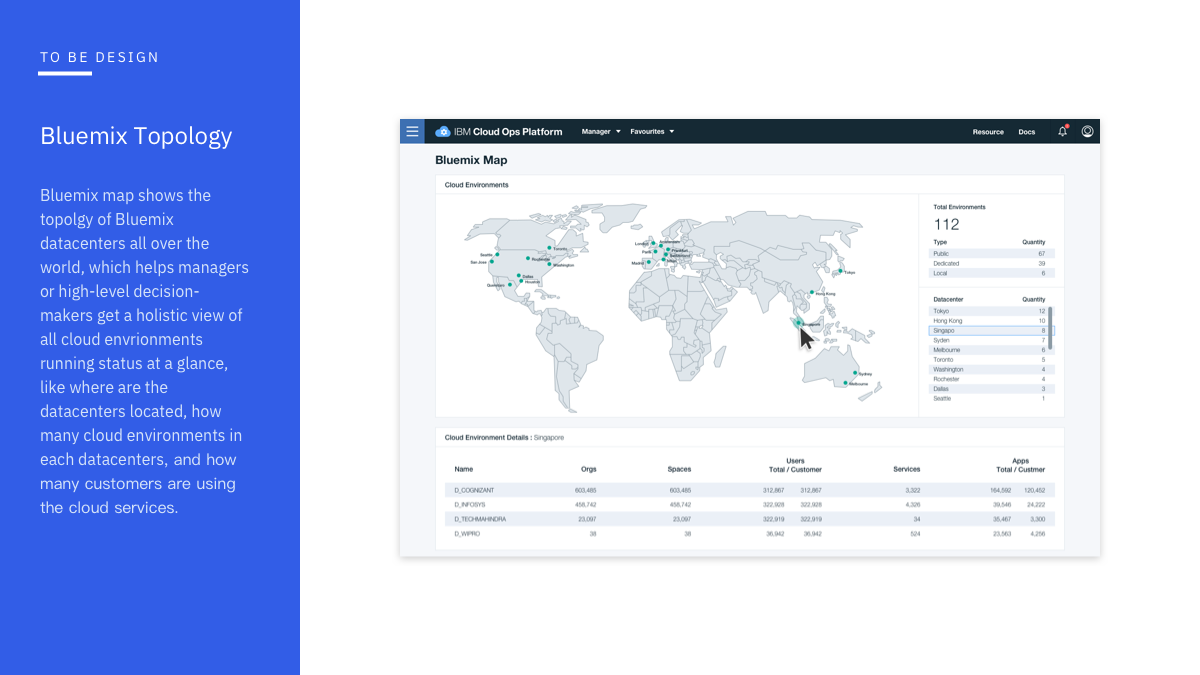 TO BE DESIGN
Bluemix Topology
Bluemix map shows the
topolgy of Bluemix
datacenters all over the
world, which helps managers
or high-level decision-
makers get a holistic view of
all cloud envrionments
running status at a glance,
like where are the
datacenters located, how
many cloud environments in
each datacenters, and how
many customers are using
the cloud services.
IBM Cloud Ops Platform Manager Favourites Resource Docs
Bluemix Map
Cloud Environments
London
Paris
Madrid
Frankfurt
Toronto
Seattle
San Jose
Washington
Dallas
Houston
Tokyo
Hong Kong
Singapore
Sydney
Melbourne
Total Environments
112
Type Quantity
Public 67
Dedicated 39
Local 6
Datacenter Quantity
Tokyo 12
Hong Kong 10
Singapo 8
Syden 7
Melbourne 6
Toronto 5
Washington 4
Rochester 4
Dallas 3
Seattle 1
Cloud Environment Details : Singapore
Users Apps
Name Orgs Spaces Total / Customer Services Total / Custmer
D_COGNIZANT 603,485 603,485 312,867 312,867 3,322 164,592 120,452
D_INFOSYS 458,742 458,742 322,928 322,928 4,326 39,546 24,222
D_TECHMAHINDRA 23,097 23,097 322,919 322,919 34 35,467 3,300
D_WIPRO 38 38 36,942 36,942 524 23,563 4,256